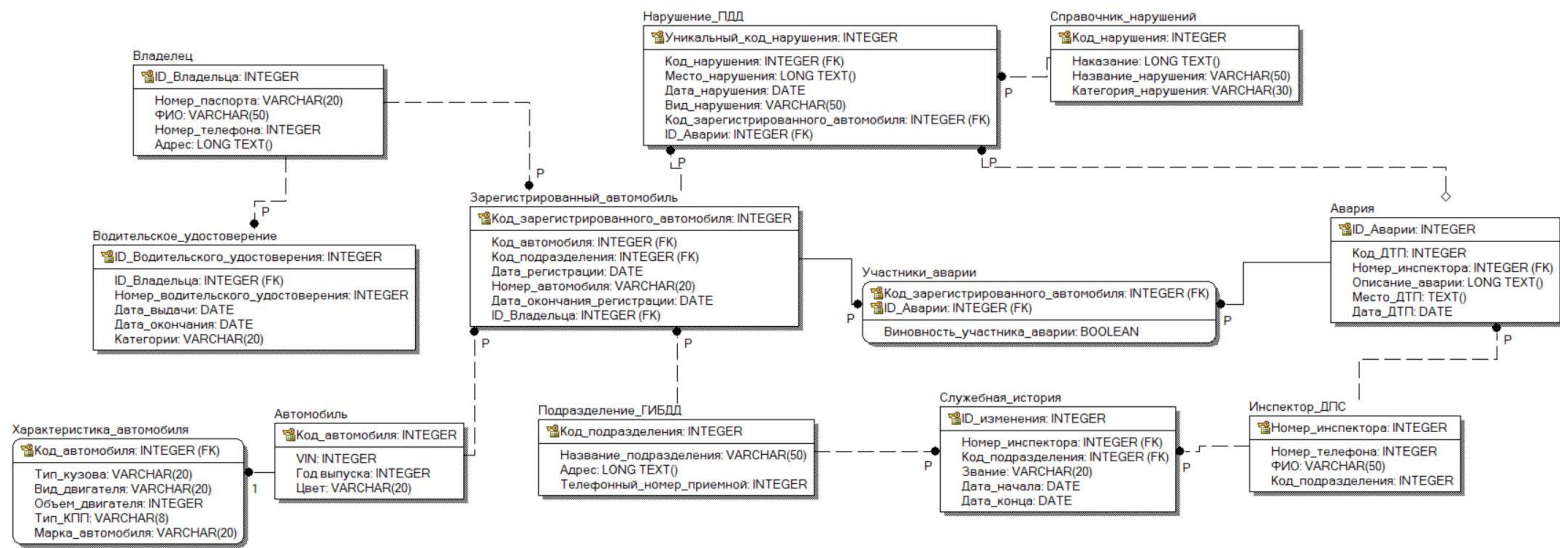 Владелец
ID_Владельца: INTEGER
Номер_паспорта: VARCHAR(20)
ФИО: VARCHAR(50)
Номер_телефона: INTEGER
Адрес: LONG TEXT()
P
P
Нарушение_ПДД
Уникальный_код_нарушения: INTEGER
Код_нарушения: INTEGER (FK)
Место_нарушения: LONG TEXT()
Дата_нарушения: DATE
Вид_нарушения: VARCHAR(50)
Код_зарегистрированного_автомобиля: INTEGER (FK)
ID_Аварии: INTEGER (FK)
P
P
P
Справочник_нарушений
Код_нарушения: INTEGER
Наказание: LONG TEXT()
Название_нарушения: VARCHAR(50)
Категория_нарушения: VARCHAR(30)
Водительское_удостоверение
ID_Водительского_удостоверения: INTEGER
ID_Владельца: INTEGER (FK)
Номер_водительского_удостоверения: INTEGER
Дата_выдачи: DATE
Дата_окончания: DATE
Категории: VARCHAR(20)
Зарегистрированный_автомобиль
Код_зарегистрированного_автомобиля: INTEGER
Код_автомобиля: INTEGER (FK)
Код_подразделения: INTEGER (FK)
Дата_регистрации: DATE
Номер_автомобиля: VARCHAR(20)
Дата_окончания_регистрации: DATE
ID_Владельца: INTEGER (FK)
P
P
Участники_аварии
Код_зарегистрированного_автомобиля: INTEGER (FK)
ID_Аварии: INTEGER (FK)
Виновность_участника_аварии: BOOLEAN
P
P
Авария
ID_Аварии: INTEGER
Код_ДТП: INTEGER
Номер_инспектора: INTEGER (FK)
Описание_аварии: LONG TEXT()
Место_ДТП: TEXT()
Дата_ДТП: DATE
P
Характеристика_автомобиля
Код_автомобиля: INTEGER (FK)
Тип_кузова: VARCHAR(20)
Вид_двигателя: VARCHAR(20)
Объем_двигателя: INTEGER
Тип_КПП: VARCHAR(8)
Марка_автомобиля: VARCHAR(20)
1
Автомобиль
Код_автомобиля: INTEGER
VIN: INTEGER
Год выпуска: INTEGER
Цвет: VARCHAR(20)
Подразделение_ГИБДД
Код_подразделения: INTEGER
Название_подразделения: VARCHAR(50)
Адрес: LONG TEXT()
Телефонный_номер_приемной: INTEGER
Служебная_история
ID_изменения: INTEGER
Номер_инспектора: INTEGER (FK)
Код_подразделения: INTEGER (FK)
Звание: VARCHAR(20)
Дата_начала: DATE
Дата_конца: DATE
P
P
Инспектор_ДПС
Номер_инспектора: INTEGER
Номер_телефона: INTEGER
ФИО: VARCHAR(50)
Код_подразделения: INTEGER